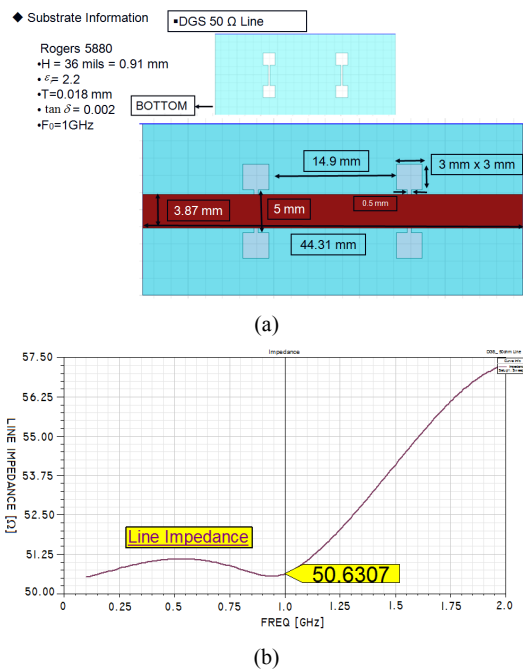 ◆ Substrate Information
▪DGS 50 Ω Line
Rogers 5880
•H = 36 mils = 0.91 mm
• εᵣ= 2.2
•T=0.018 mm
• tan δ = 0.002
•F₀=1GHz
BOTTOM
14.9 mm
3 mm x 3 mm
3.87 mm
5 mm
0.5 mm
44.31 mm
(a)
Impedance
57.50
56.25
55.00
53.75
52.50
51.25
50.00
LINE IMPEDANCE [Ω]
Line Impedance
50.6307
0 0.25 0.5 0.75 1.0 1.25 1.5 1.75 2.0
FREQ [GHz]
(b)